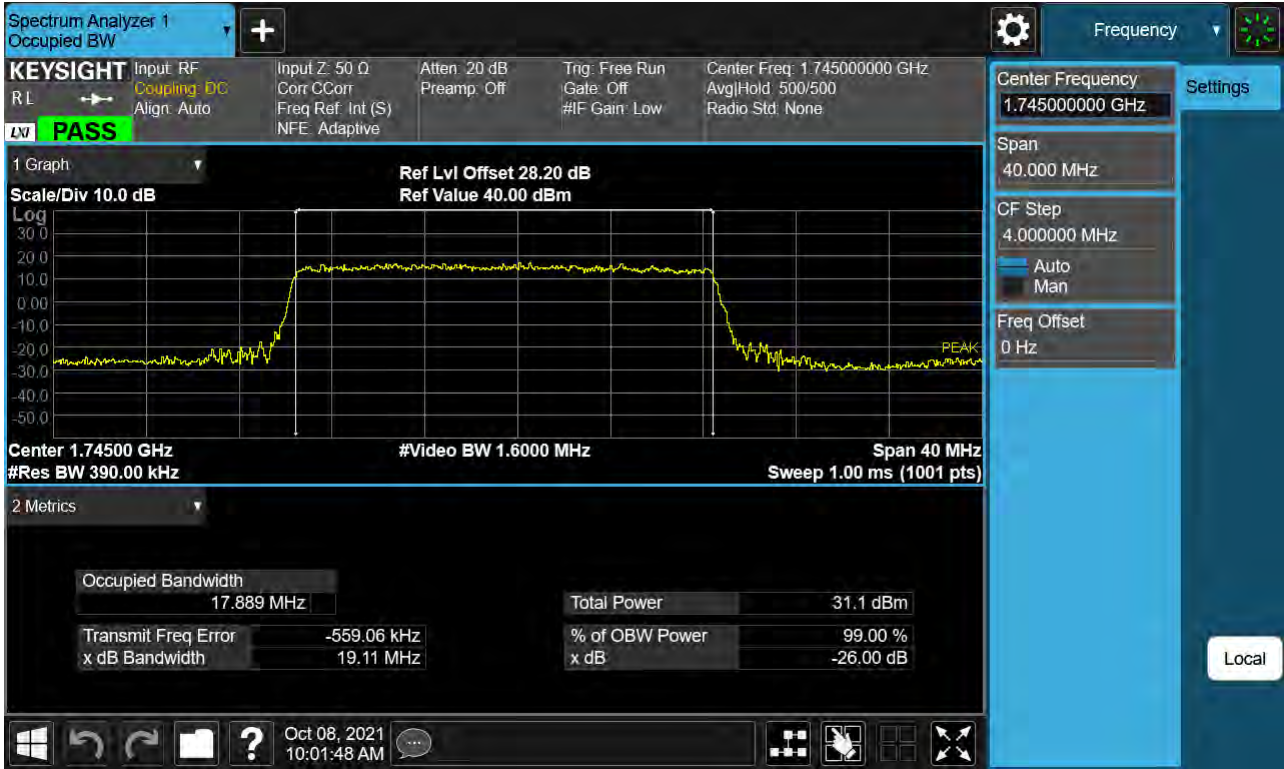 Spectrum Analyzer 1
Occupied BW
+
Frequency
KEYSIGHT
RL
LXI
PASS
Input: RF
Coupling: DC
Align: Auto
Input Z: 50 Ω
Corr CCorr
Freq Ref: Int (S)
NFE: Adaptive
Atten: 20 dB
Preamp: Off
Trig: Free Run
Gate: Off
#IF Gain: Low
Center Freq: 1.745000000 GHz
Avg|Hold: 500/500
Radio Std: None
Center Frequency
1.745000000 GHz
Settings
Span
40.000 MHz
CF Step
4.000000 MHz
Auto
Man
Freq Offset
0 Hz
Local
1 Graph
Scale/Div 10.0 dB
Ref Lvl Offset 28.20 dB
Ref Value 40.00 dBm
Log
30.0
20.0
10.0
0.00
-10.0
-20.0
-30.0
-40.0
-50.0
PEAK
Center 1.74500 GHz
#Video BW 1.6000 MHz
Span 40 MHz
#Res BW 390.00 kHz
Sweep 1.00 ms (1001 pts)
2 Metrics
Occupied Bandwidth
17.889 MHz
Total Power 31.1 dBm
Transmit Freq Error -559.06 kHz
% of OBW Power 99.00 %
x dB Bandwidth 19.11 MHz
x dB -26.00 dB
?
Oct 08, 2021
10:01:48 AM